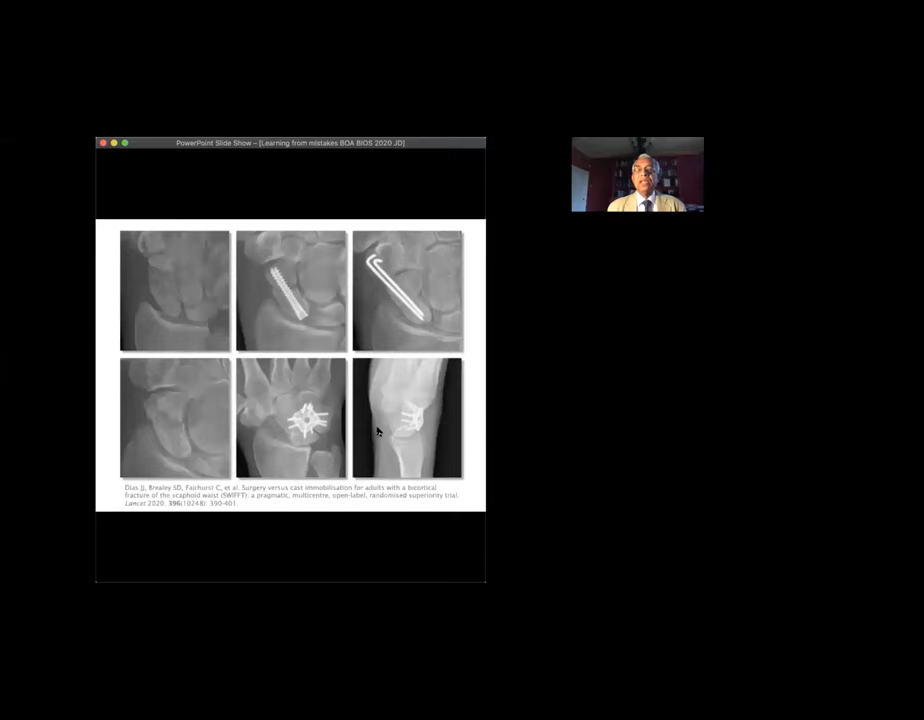 PowerPoint Slide Show – [Learning from mistakes BOA BIOS 2020 JD]
Dias JJ, Brealey SD, Fairhurst C, et al. Surgery versus cast immobilisation for adults with a bicortical
fracture of the scaphoid waist (SWIFFT): a pragmatic, multicentre, open-label, randomised superiority trial.
Lancet 2020; 396(10248): 390-401.